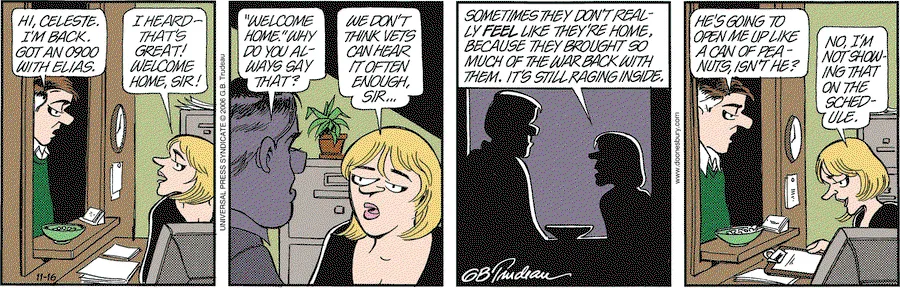 HI, CELESTE.
I'M BACK.
GOT AN 0900
WITH ELIAS.
I HEARD-
THAT'S
GREAT!
WELCOME
HOME, SIR!
11-16
UNIVERSAL PRESS SYNDICATE © 2006 G.B. Trudeau
"WELCOME
HOME." WHY
DO YOU AL-
WAYS SAY
THAT?
WE DON'T
THINK VETS
CAN HEAR
IT OFTEN
ENOUGH,
SIR...
SOMETIMES THEY DON'T REAL-
LY FEEL LIKE THEY'RE HOME,
BECAUSE THEY BROUGHT SO
MUCH OF THE WAR BACK WITH
THEM. IT'S STILL RAGING INSIDE.
GBTrudeau
www.doonesbury.com
HE'S GOING TO
OPEN ME UP LIKE
A CAN OF PEA-
NUTS, ISN'T HE?
NO, I'M
NOT SHOW-
ING THAT
ON THE
SCHED-
ULE.